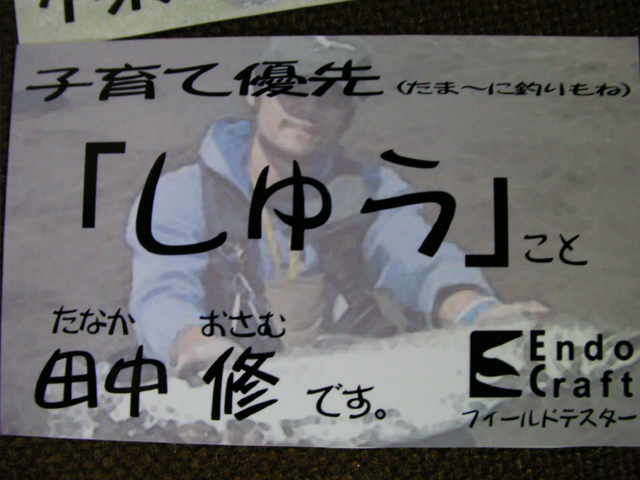 子育て優先(たま〜に釣りもね)
「しゅう」こと
たなか おさむ
田中 修 です。
Endo
Craft
フィールドテスター